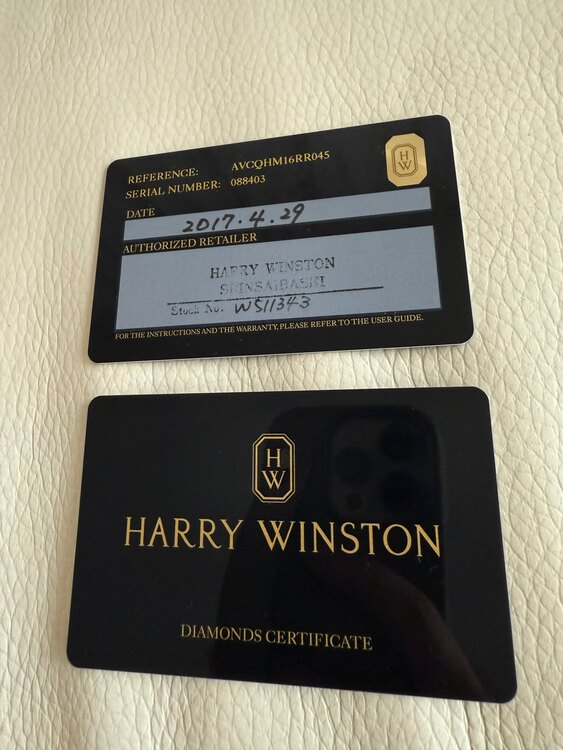 REFERENCE: AVCQHM16RR045
SERIAL NUMBER: 088403
HW
DATE
2017.4.29
AUTHORIZED RETAILER
HARRY WINSTON
SHINSAIBASHI
Stock No. W511343
FOR THE INSTRUCTIONS AND THE WARRANTY, PLEASE REFER TO THE USER GUIDE.
HW
HARRY WINSTON
DIAMONDS CERTIFICATE